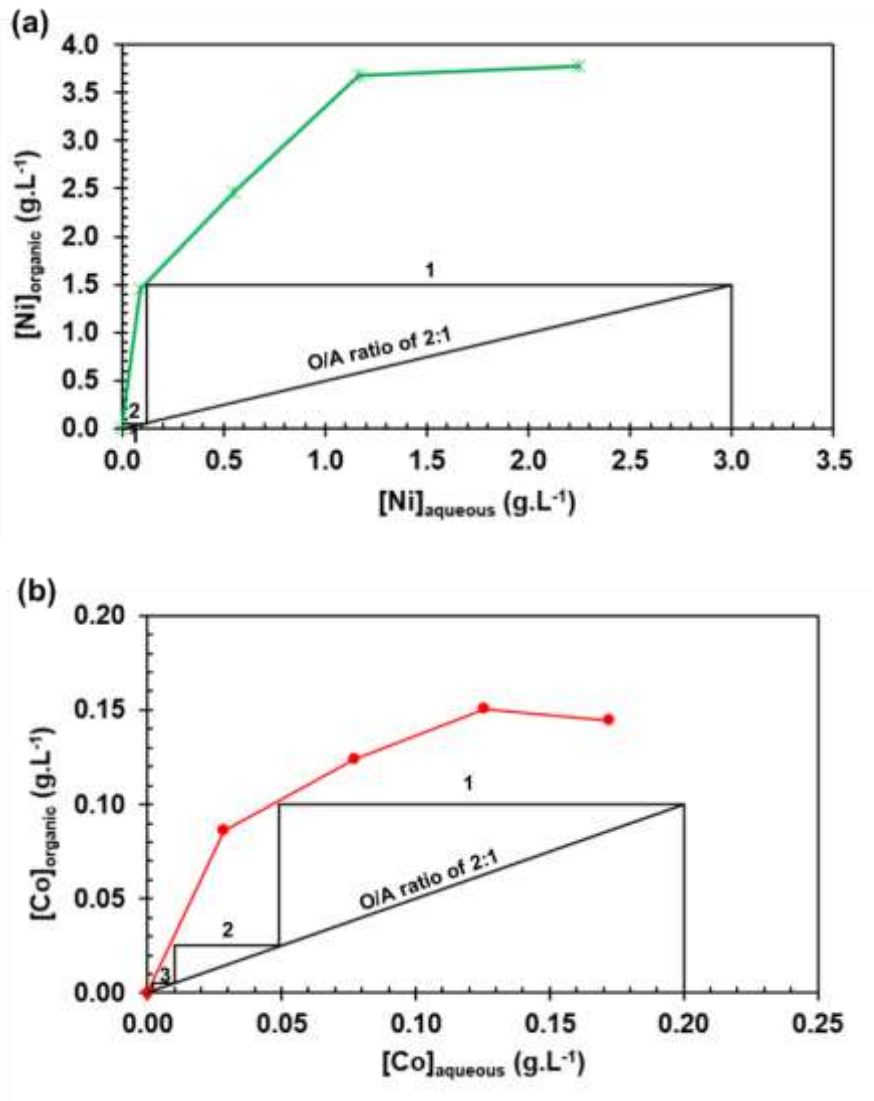 (a)
4.0
3.5
3.0
2.5
2.0
1.5
1.0
0.5
0.0
[Ni]organic (g.L-1)
1
O/A ratio of 2:1
2
0.0 0.5 1.0 1.5 2.0 2.5 3.0 3.5
[Ni]aqueous (g.L-1)
(b)
0.20
0.15
0.10
0.05
0.00
[Co]organic (g.L-1)
1
O/A ratio of 2:1
2
3
0.00 0.05 0.10 0.15 0.20 0.25
[Co]aqueous (g.L-1)